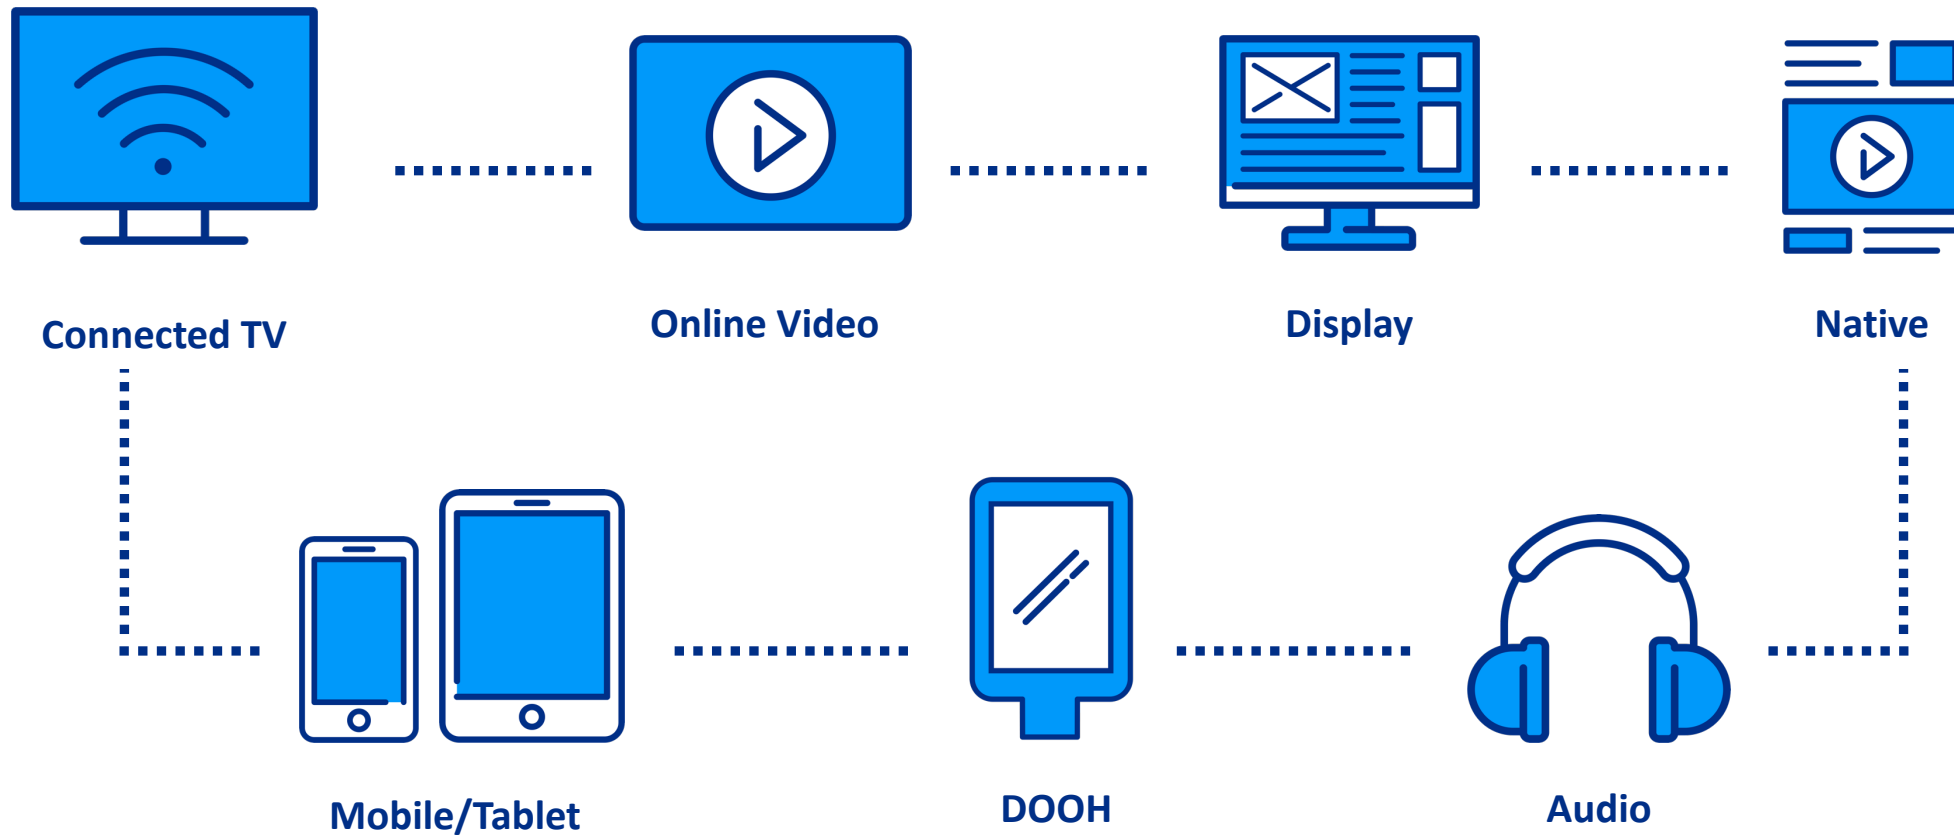 Connected TV
Online Video
Display
Native
Mobile/Tablet
DOOH
Audio